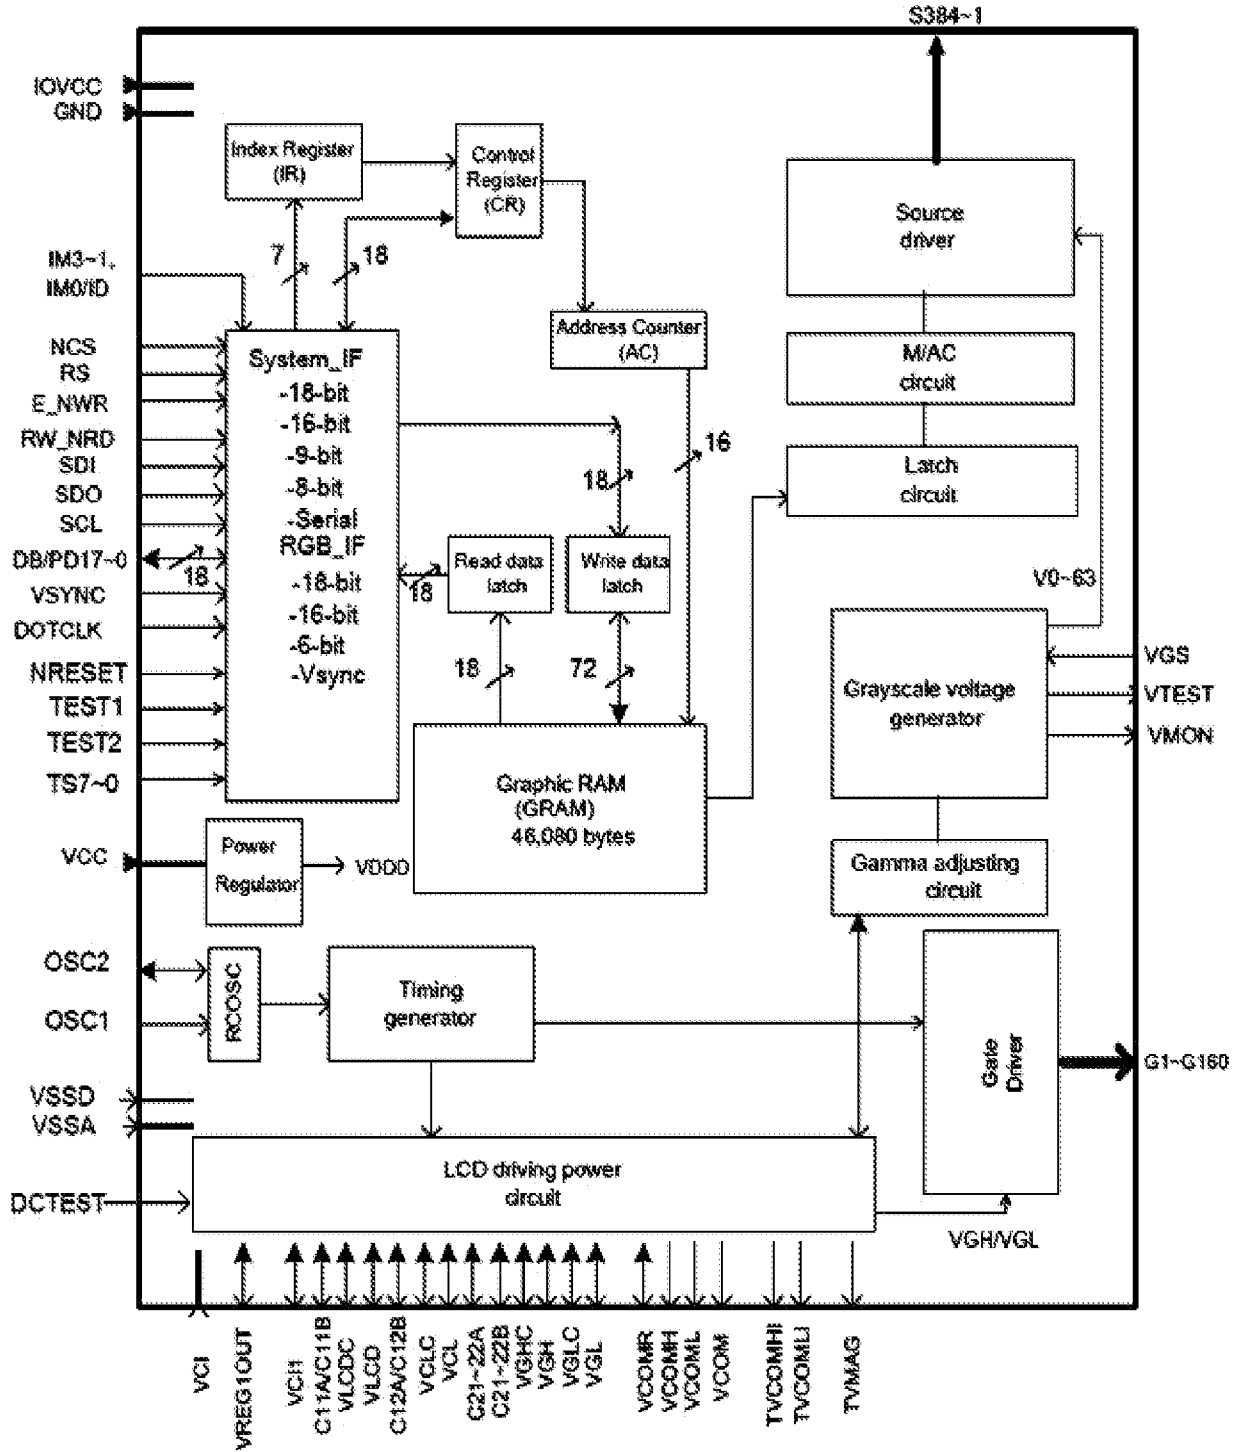 S384~1
IOVCC
GND
Index Register
(IR)
Control
Register
(CR)
Source
driver
IM3~1,
IM0/ID
7
18
Address Counter
(AC)
M/AC
circuit
NCS
RS
E_NWR
RW_NRD
SDI
SDO
SCL
DB/PD17~0
18
VSYNC
DOTCLK
NRESET
TEST1
TEST2
TS7~0
System_IF
-18-bit
-16-bit
-9-bit
-8-bit
-Serial
RGB_IF
-18-bit
-16-bit
-6-bit
-Vsync
18
16
Latch
circuit
Read data
latch
Write data
latch
18
18
72
V0~63
Grayscale voltage
generator
VGS
VTEST
VMON
Graphic RAM
(GRAM)
46,080 bytes
VCC
Power
Regulator
VDDD
Gamma adjusting
circuit
OSC2
OSC1
RCOSC
Timing
generator
Gate
Driver
G1~G160
VSSD
VSSA
DCTEST
LCD driving power
circuit
VGH/VGL
VCI
VREG1OUT
C11A/C11B
VLCDC
VLCD
C12A/C12B
VCLC
VCL
C21~22A
C21~22B
VGHC
VGH
VGLC
VGL
VCOMR
VCOMH
VCOML
VCOM
TVCOMHI
TVCOMLI
TVMAG